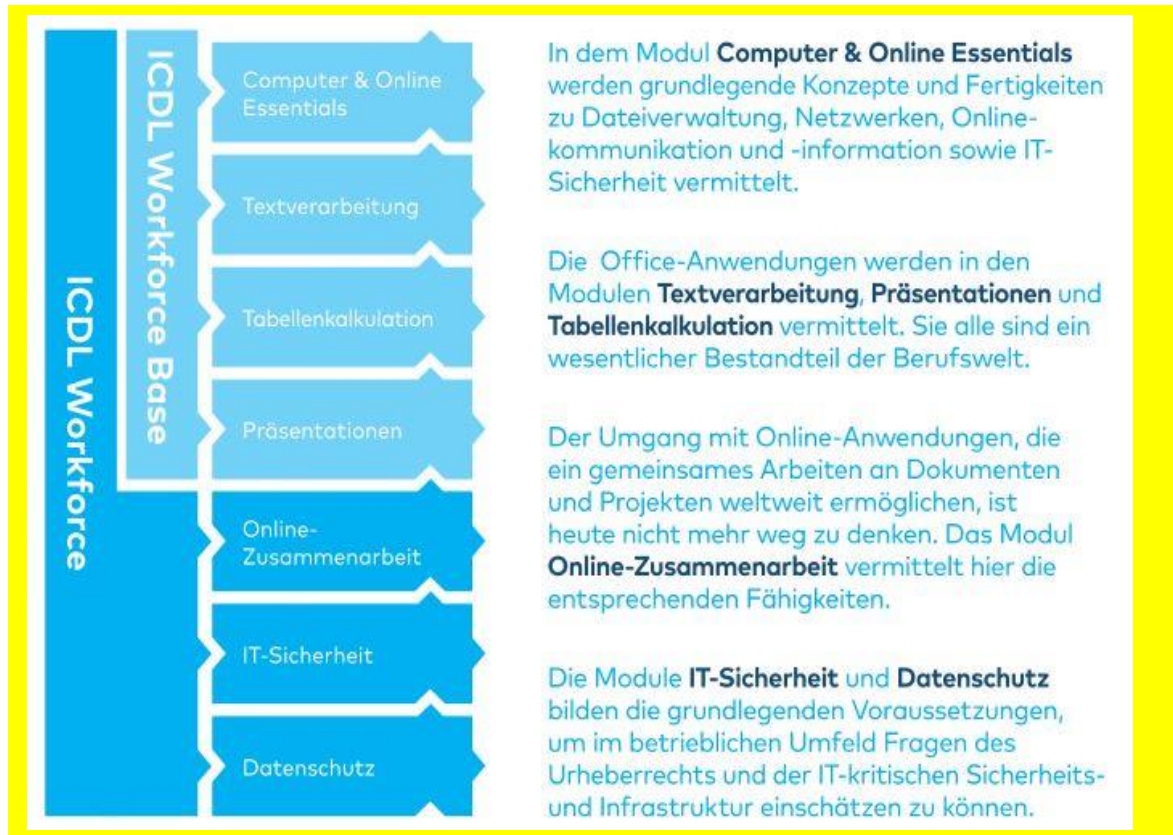 ICDL Workforce
ICDL Workforce Base
Computer & Online
Essentials
Textverarbeitung
Tabellenkalkulation
Präsentationen
Online-
Zusammenarbeit
IT-Sicherheit
Datenschutz
In dem Modul Computer & Online Essentials
werden grundlegende Konzepte und Fertigkeiten
zu Dateiverwaltung, Netzwerken, Online-
kommunikation und -information sowie IT-
Sicherheit vermittelt.
Die Office-Anwendungen werden in den
Modulen Textverarbeitung, Präsentationen und
Tabellenkalkulation vermittelt. Sie alle sind ein
wesentlicher Bestandteil der Berufswelt.
Der Umgang mit Online-Anwendungen, die
ein gemeinsames Arbeiten an Dokumenten
und Projekten weltweit ermöglichen, ist
heute nicht mehr weg zu denken. Das Modul
Online-Zusammenarbeit vermittelt hier die
entsprechenden Fähigkeiten.
Die Module IT-Sicherheit und Datenschutz
bilden die grundlegenden Voraussetzungen,
um im betrieblichen Umfeld Fragen des
Urheberrechts und der IT-kritischen Sicherheits-
und Infrastruktur einschätzen zu können.